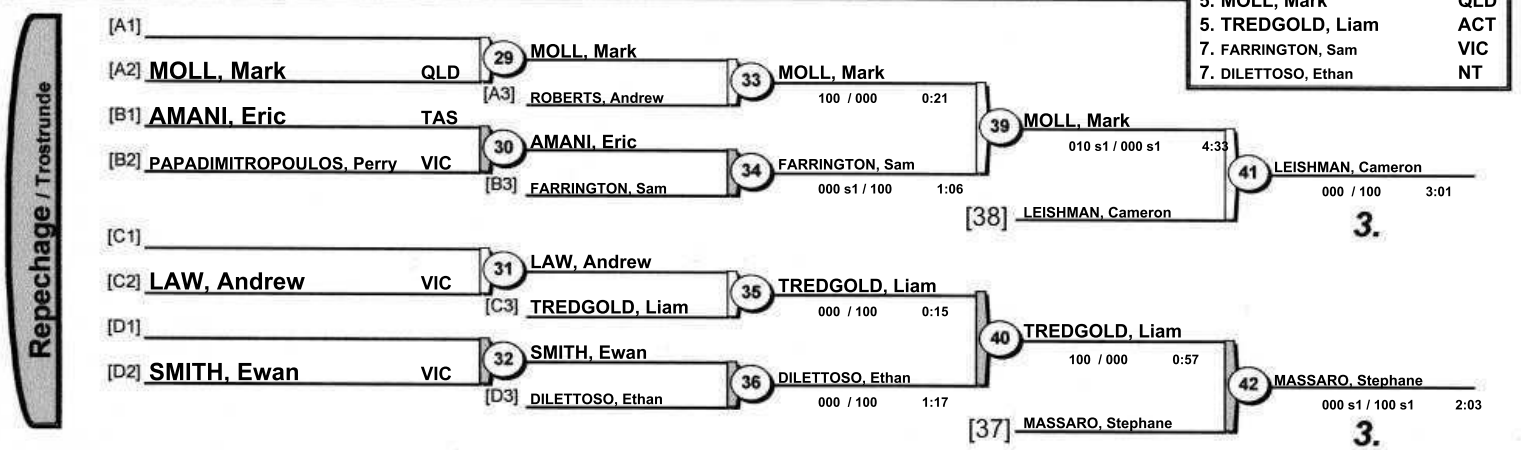 5. MOLL, Mark QLD
5. TREDGOLD, Liam ACT
7. FARRINGTON, Sam VIC
7. DILETTOSO, Ethan NT
Repechage / Trostrunde
[A1]
[A2] MOLL, Mark QLD
29
MOLL, Mark
[A3] ROBERTS, Andrew
33
MOLL, Mark
100 / 000 0:21
[B1] AMANI, Eric TAS
[B2] PAPADIMITROPOULOS, Perry VIC
30
AMANI, Eric
[B3] FARRINGTON, Sam
34
FARRINGTON, Sam
000 s1 / 100 1:06
39
MOLL, Mark
010 s1 / 000 s1 4:33
[38] LEISHMAN, Cameron
41
LEISHMAN, Cameron
000 / 100 3:01
3.
[C1]
[C2] LAW, Andrew VIC
31
LAW, Andrew
[C3] TREDGOLD, Liam
35
TREDGOLD, Liam
000 / 100 0:15
[D1]
[D2] SMITH, Ewan VIC
32
SMITH, Ewan
[D3] DILETTOSO, Ethan
36
DILETTOSO, Ethan
000 / 100 1:17
40
TREDGOLD, Liam
100 / 000 0:57
[37] MASSARO, Stephane
42
MASSARO, Stephane
000 s1 / 100 s1 2:03
3.